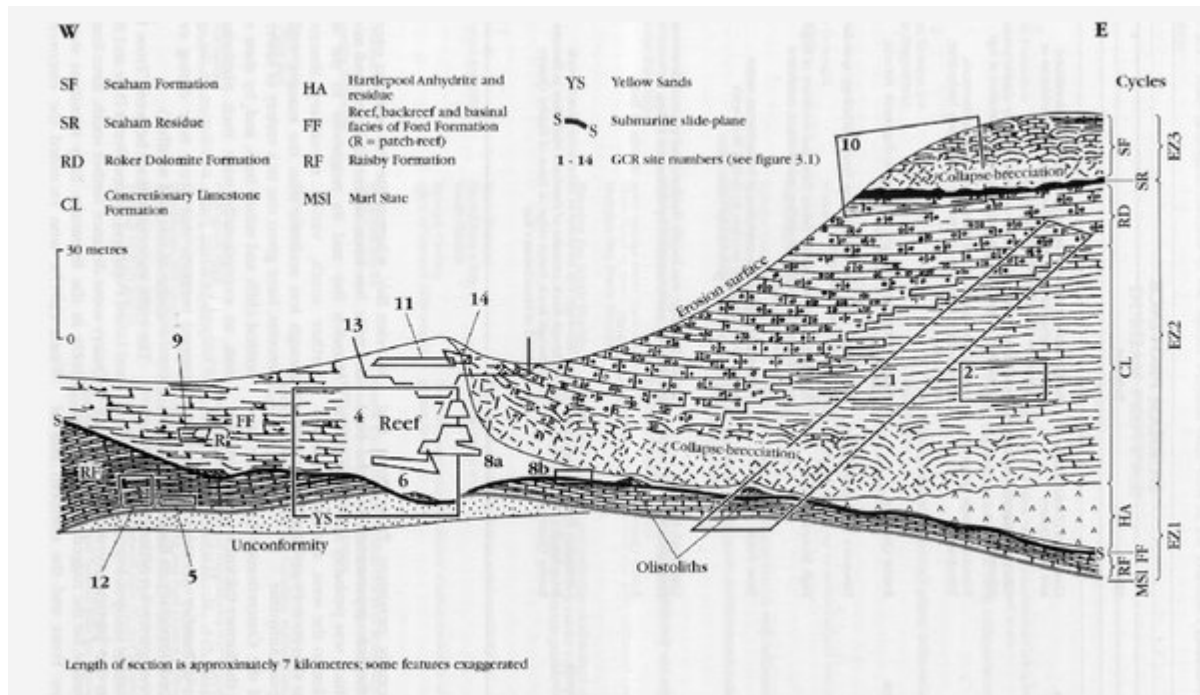 W
E
SF Seaham Formation
SR Seaham Residue
RD Roker Dolomite Formation
CL Concretionary Limestone
Formation
HA Hartlepool Anhydrite and
residue
FF Reef, backreef and basinal
facies of Ford Formation
(R = patch-reef)
RF Raisby Formation
MSl Marl Slate
YS Yellow Sands
S S Submarine slide-plane
1 - 14 GCR site numbers (see figure 3.1)
Cycles
30 metres
0
10
Collapse-brecciation
SF
SR
RD
EZ3
Erosion surface
11
14
13
9
1
2
CL
EZ2
S
FF
R
4
Reef
7
Collapse-brecciation
RF
8a
8b
6
YS
HA
EZ1
Unconformity
S
FF
RF
MSl
Olistoliths
12
5
Length of section is approximately 7 kilometres; some features exaggerated